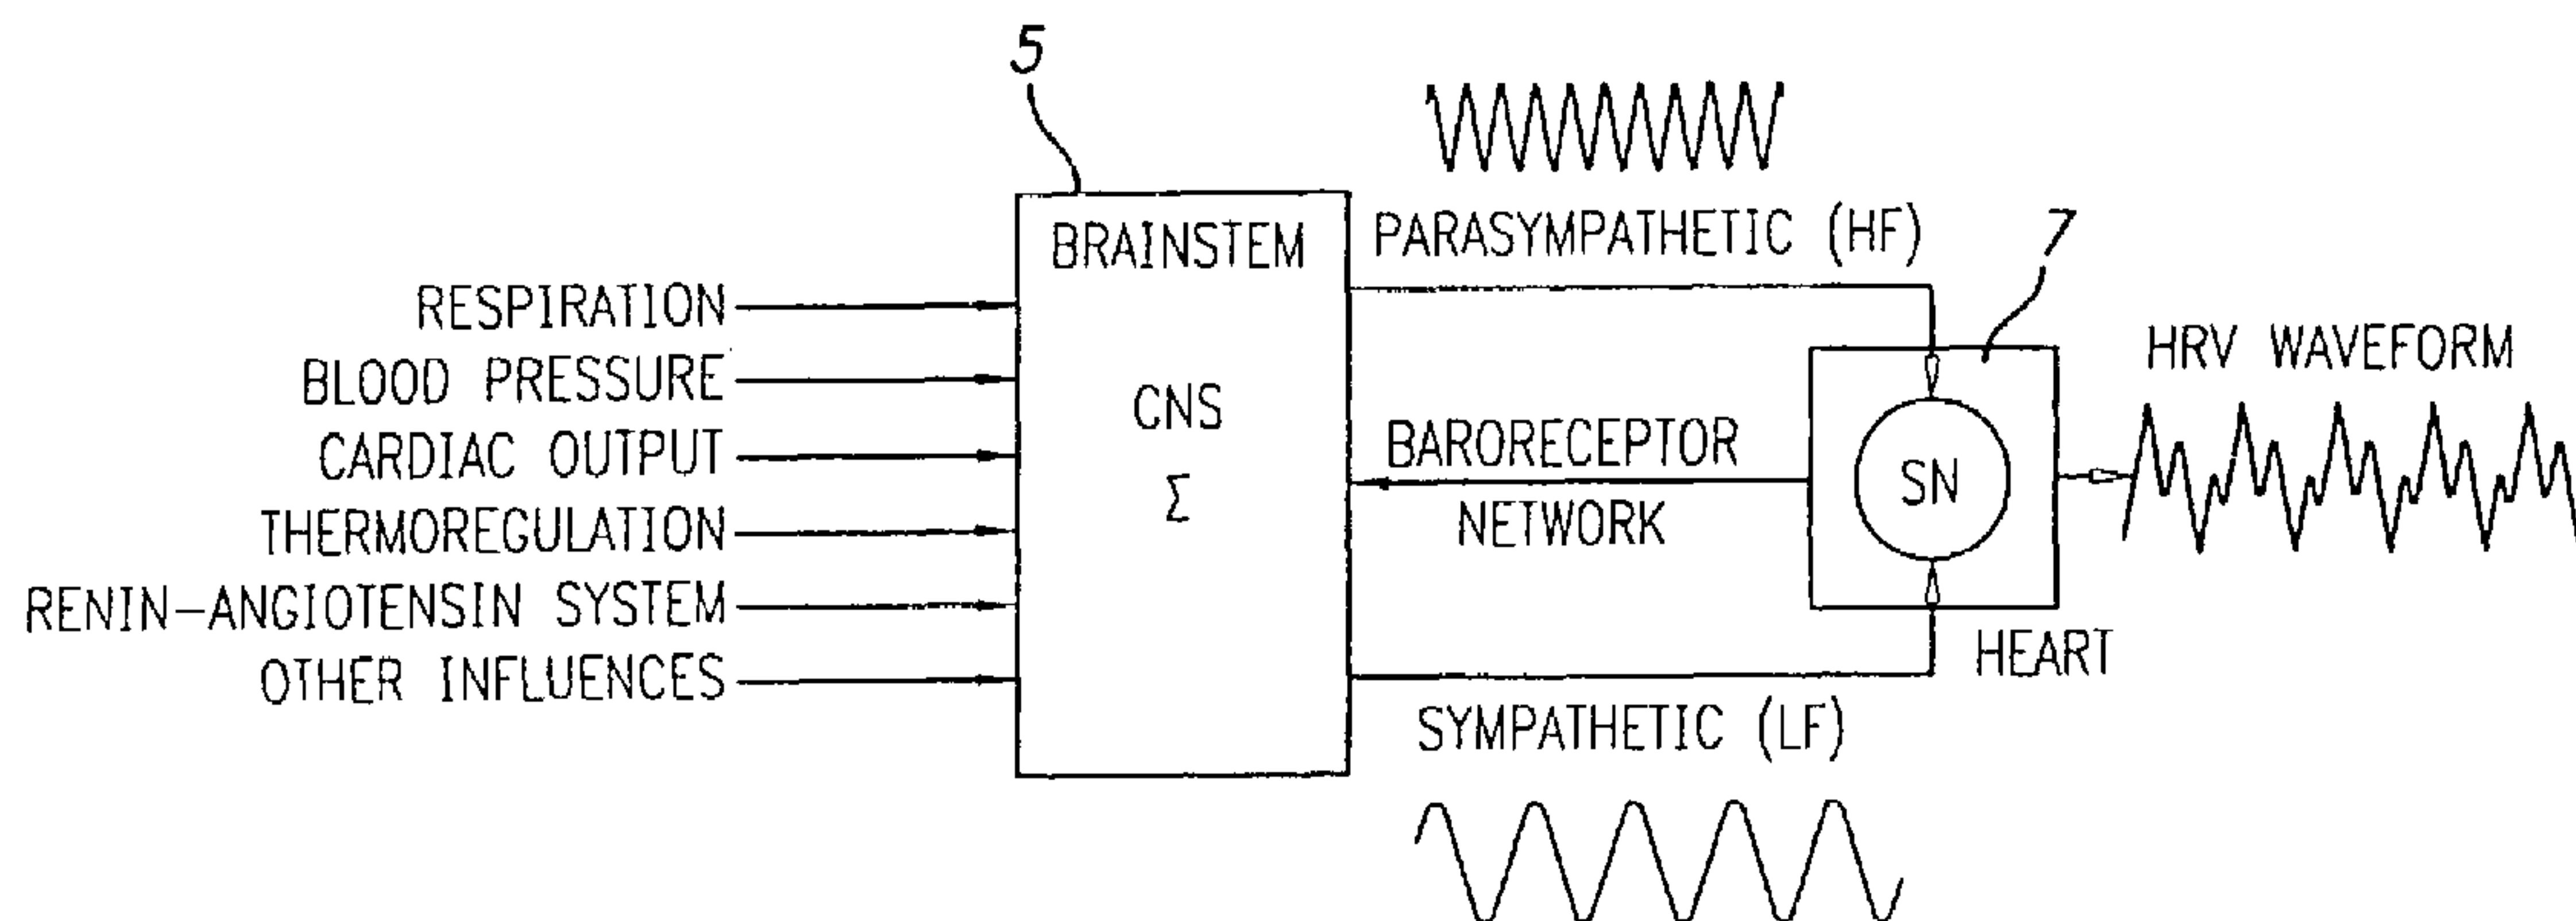 5
BRAINSTEM
CNS
Σ
RESPIRATION
BLOOD PRESSURE
CARDIAC OUTPUT
THERMOREGULATION
RENIN-ANGIOTENSIN SYSTEM
OTHER INFLUENCES
PARASYMPATHETIC (HF)
BARORECEPTOR
NETWORK
SYMPATHETIC (LF)
7
SN
HEART
HRV WAVEFORM